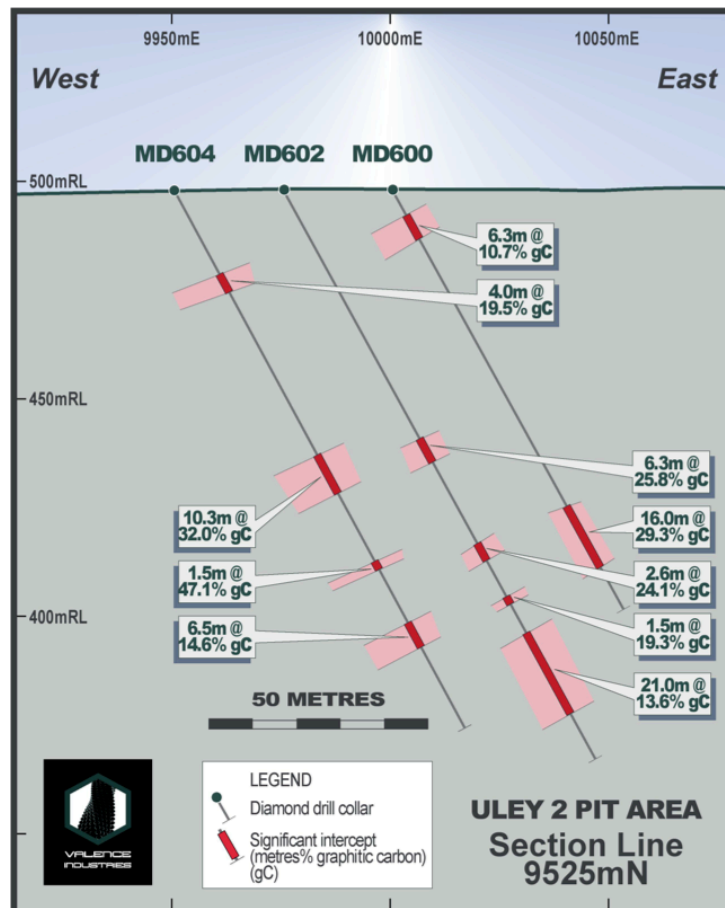 9950mE
10000mE
10050mE
West
East
MD604
MD602
MD600
500mRL
6.3m @
10.7% gC
4.0m @
19.5% gC
450mRL
6.3m @
25.8% gC
10.3m @
32.0% gC
16.0m @
29.3% gC
1.5m @
47.1% gC
2.6m @
24.1% gC
400mRL
6.5m @
14.6% gC
1.5m @
19.3% gC
21.0m @
13.6% gC
50 METRES
LEGEND
Diamond drill collar
Significant intercept
(metres% graphitic carbon)
(gC)
VALENCE
INDUSTRIES
ULEY 2 PIT AREA
Section Line
9525mN